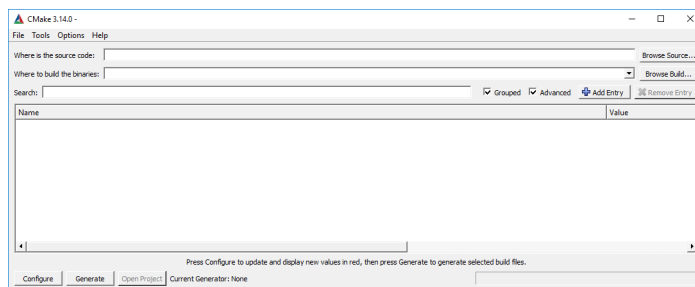 CMake 3.14.0 -
File Tools Options Help
Where is the source code: Browse Source...
Where to build the binaries: Browse Build...
Search: Grouped Advanced Add Entry Remove Entry
Name Value
Press Configure to update and display new values in red, then press Generate to generate selected build files.
Configure Generate Open Project Current Generator: None